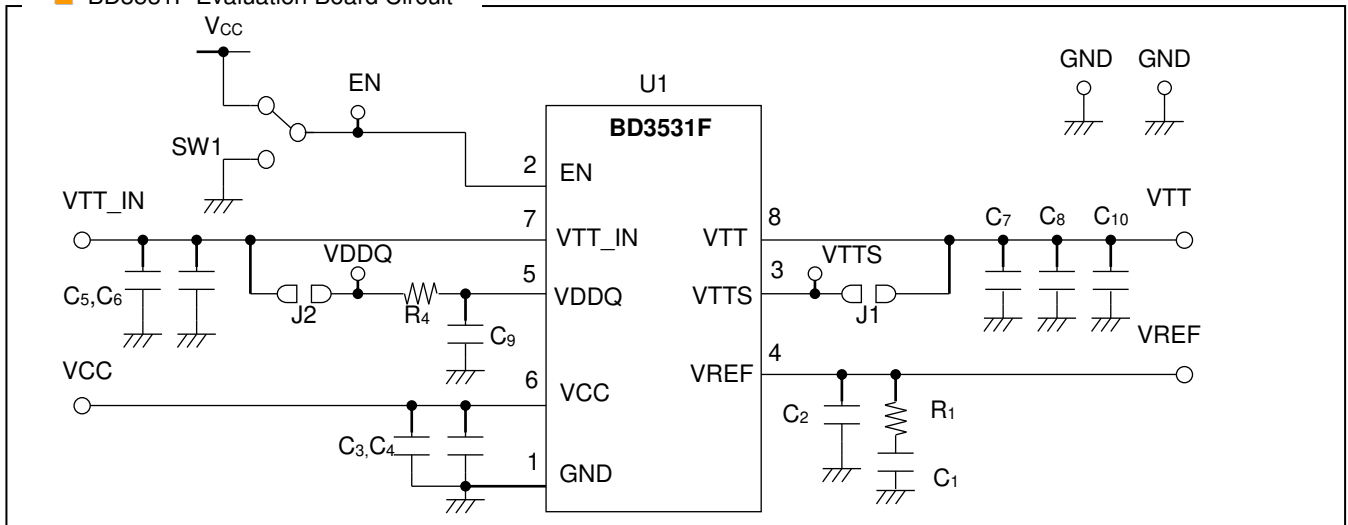 BD3531F Evaluation Board Circuit
VCC
EN
SW1
U1
BD3531F
GND GND
2 EN
VTT_IN
7 VTT_IN
VTT 8
C7 C8 C10
VTT
VDDQ
5 VDDQ
C5,C6
J2
R4
C9
VTTS
3
VTTS
J1
VREF
VREF 4
VCC
6 VCC
C2
R1
C1
C3,C4
1 GND